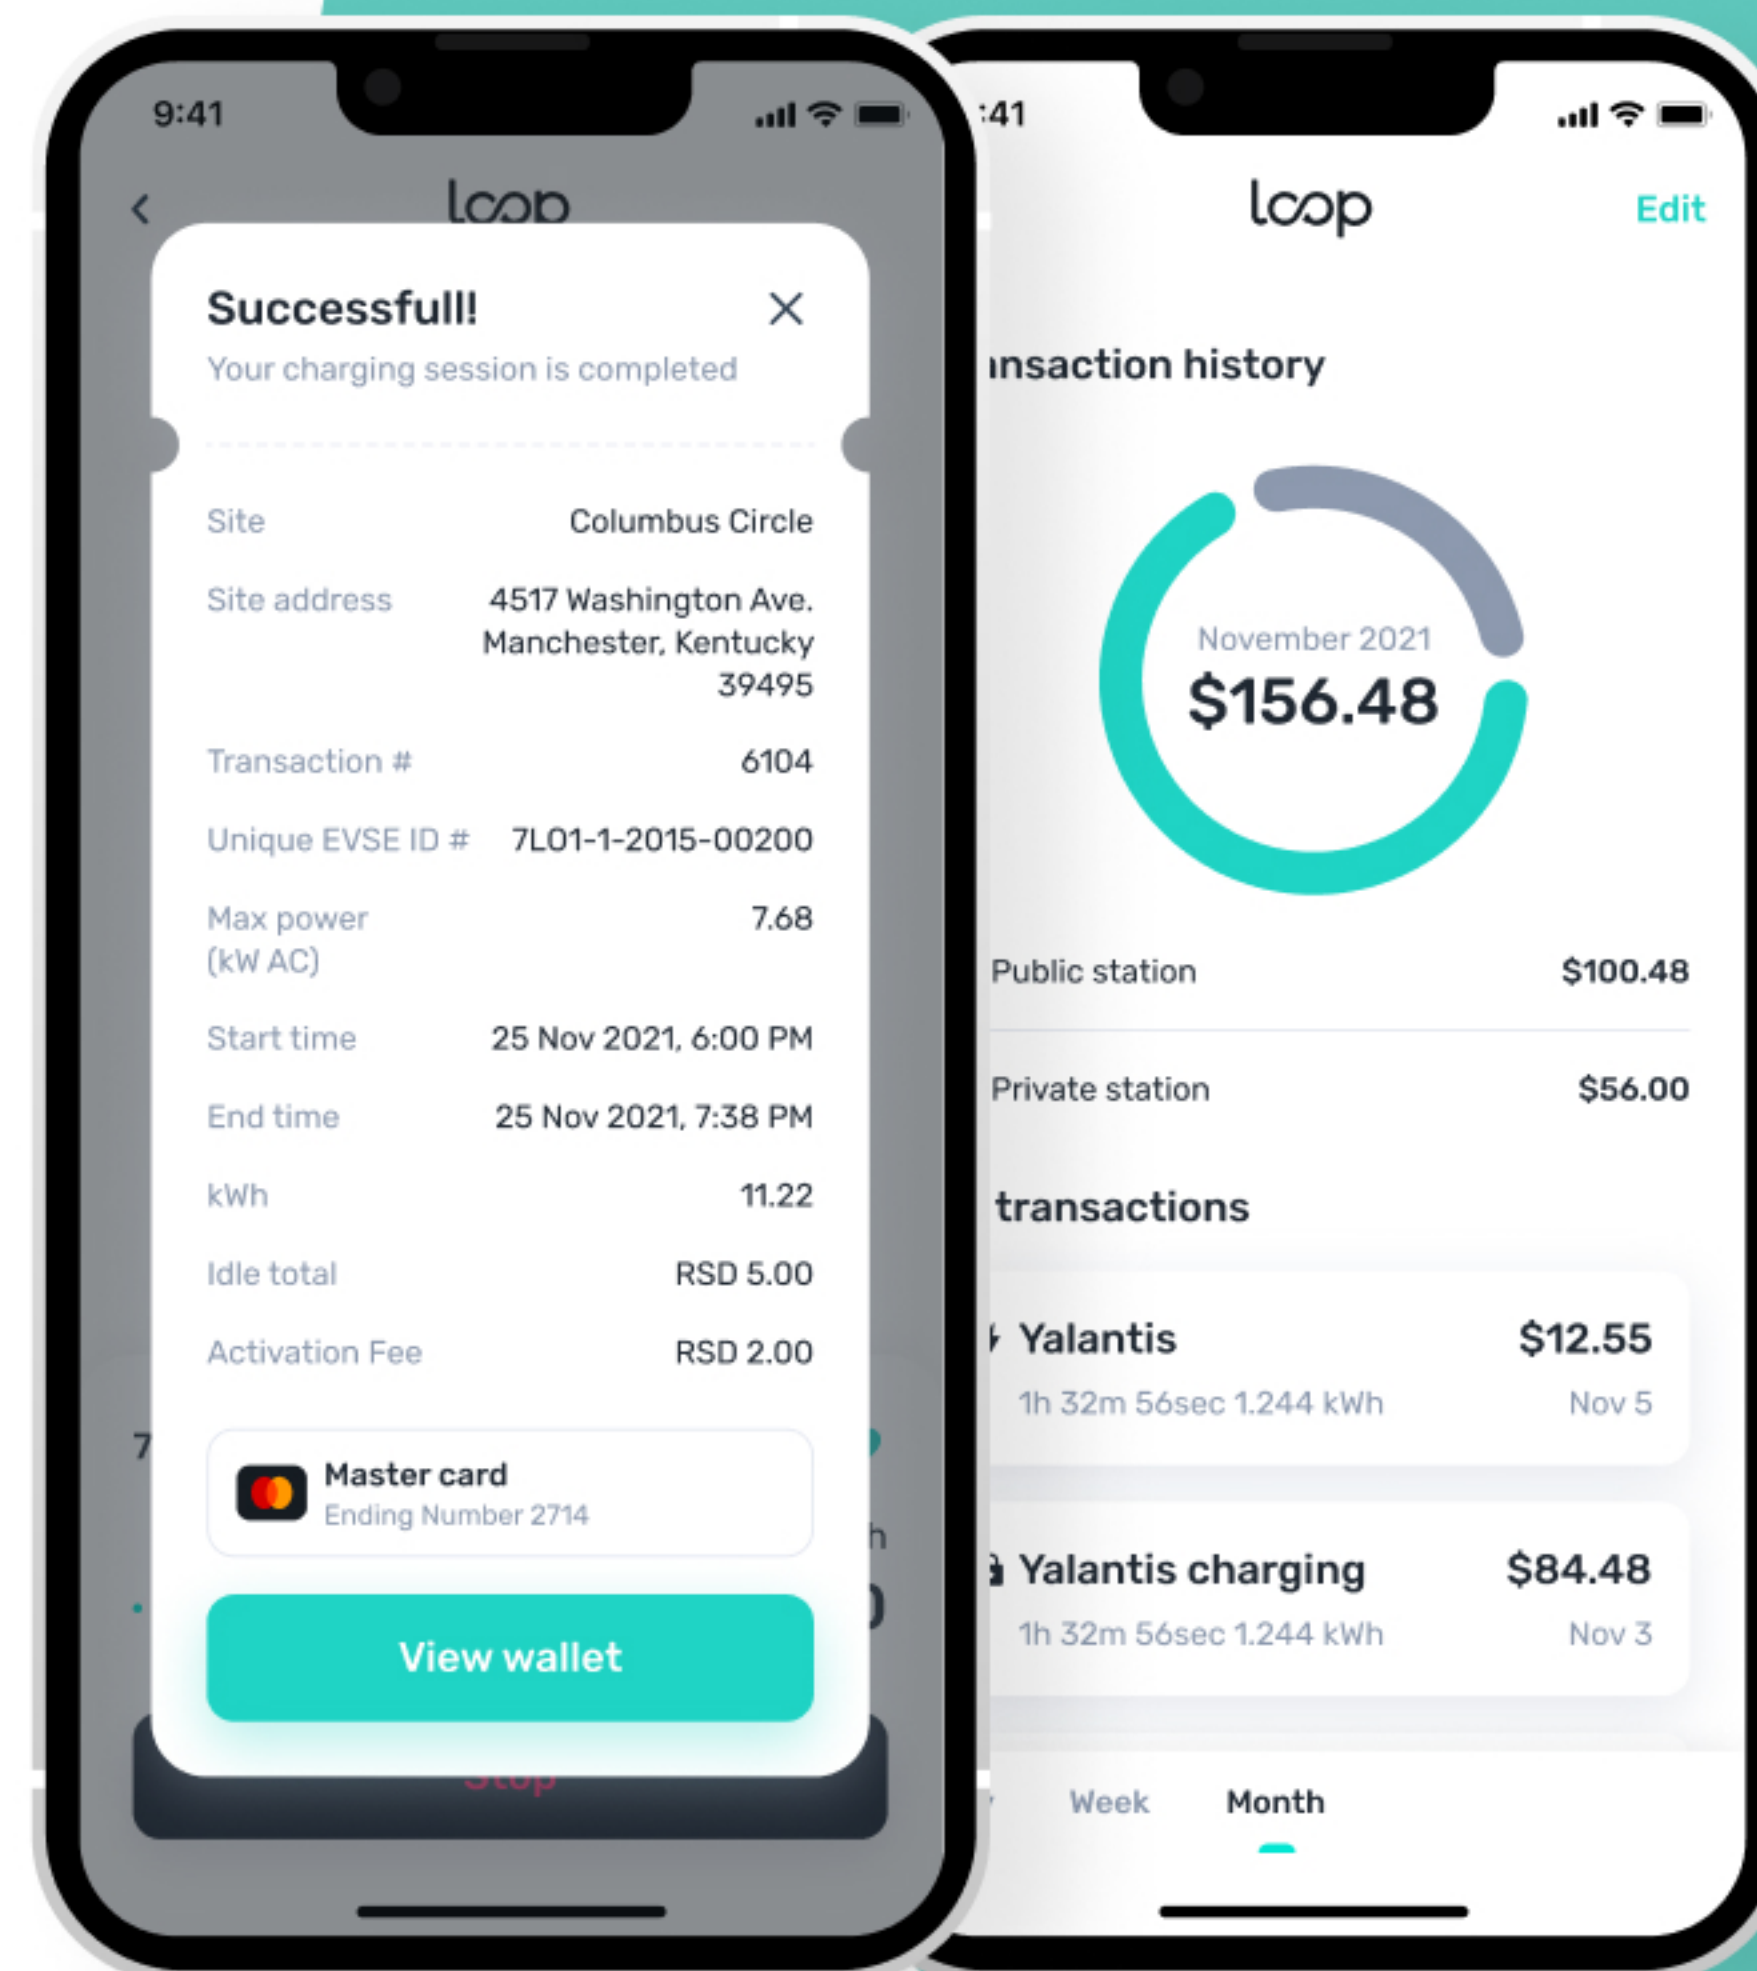 9:41
loop
Successfull!
Your charging session is completed
Site Columbus Circle
Site address 4517 Washington Ave.
Manchester, Kentucky
39495
Transaction # 6104
Unique EVSE ID # 7L01-1-2015-00200
Max power 7.68
(kW AC)
Start time 25 Nov 2021, 6:00 PM
End time 25 Nov 2021, 7:38 PM
kWh 11.22
Idle total RSD 5.00
Activation Fee RSD 2.00
Master card
Ending Number 2714
View wallet
Stop
:41
loop
Edit
ansaction history
November 2021
$156.48
Public station $100.48
Private station $56.00
transactions
Yalantis $12.55
1h 32m 56sec 1.244 kWh Nov 5
Yalantis charging $84.48
1h 32m 56sec 1.244 kWh Nov 3
Week Month